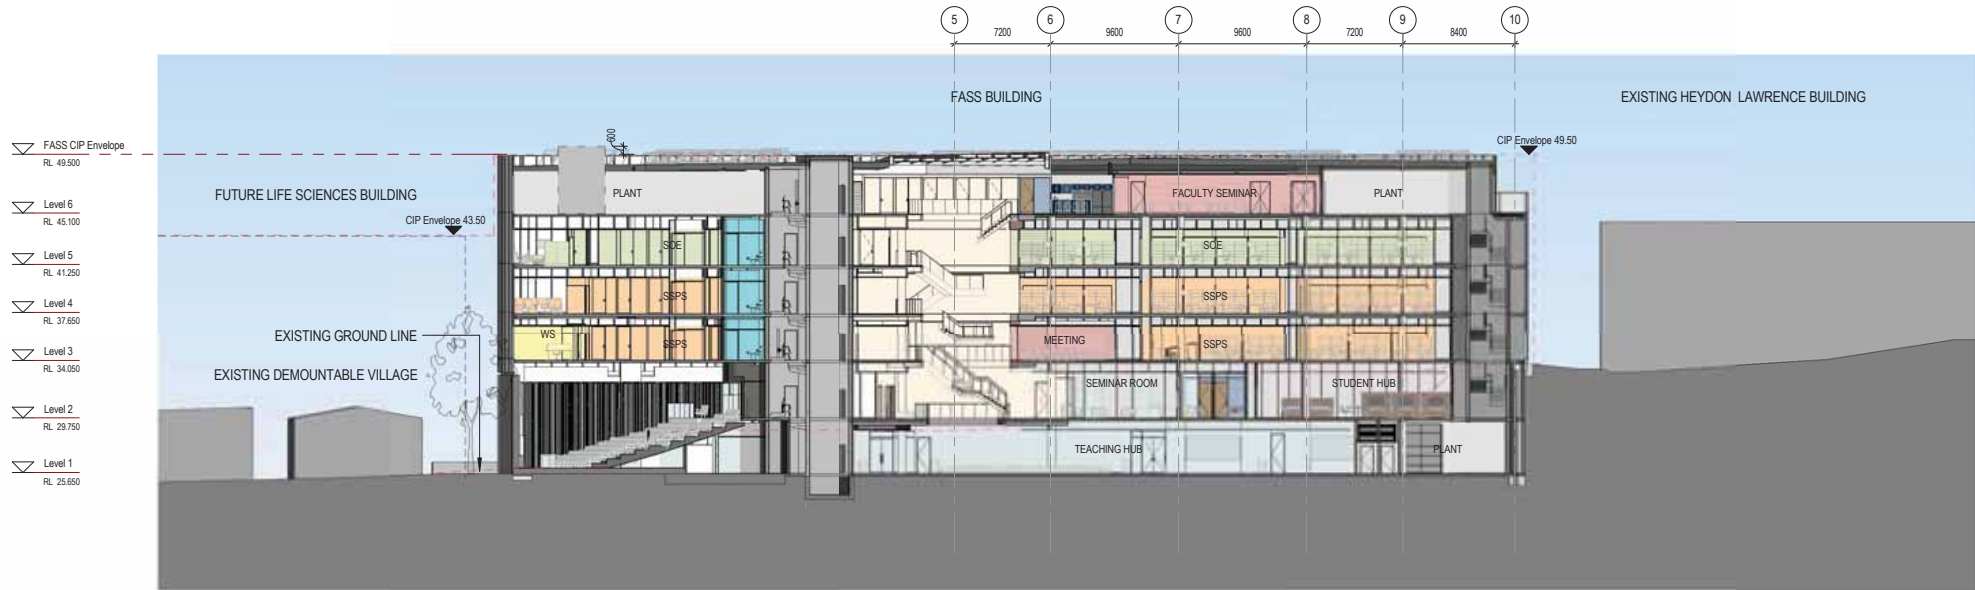 5 6 7 8 9 10
7200 9600 9600 7200 8400
FASS BUILDING
EXISTING HEYDON LAWRENCE BUILDING
600
CIP Envelope 49.50
FASS CIP Envelope
RL 49.500
FUTURE LIFE SCIENCES BUILDING
PLANT
FACULTY SEMINAR
PLANT
Level 6
RL 45.100
CIP Envelope 43.50
SOE
SOE
Level 5
RL 41.250
SSPS
SSPS
Level 4
RL 37.650
EXISTING GROUND LINE
WS
SSPS
MEETING
SSPS
Level 3
RL 34.050
EXISTING DEMOUNTABLE VILLAGE
SEMINAR ROOM
STUDENT HUB
Level 2
RL 29.750
TEACHING HUB
PLANT
Level 1
RL 25.650